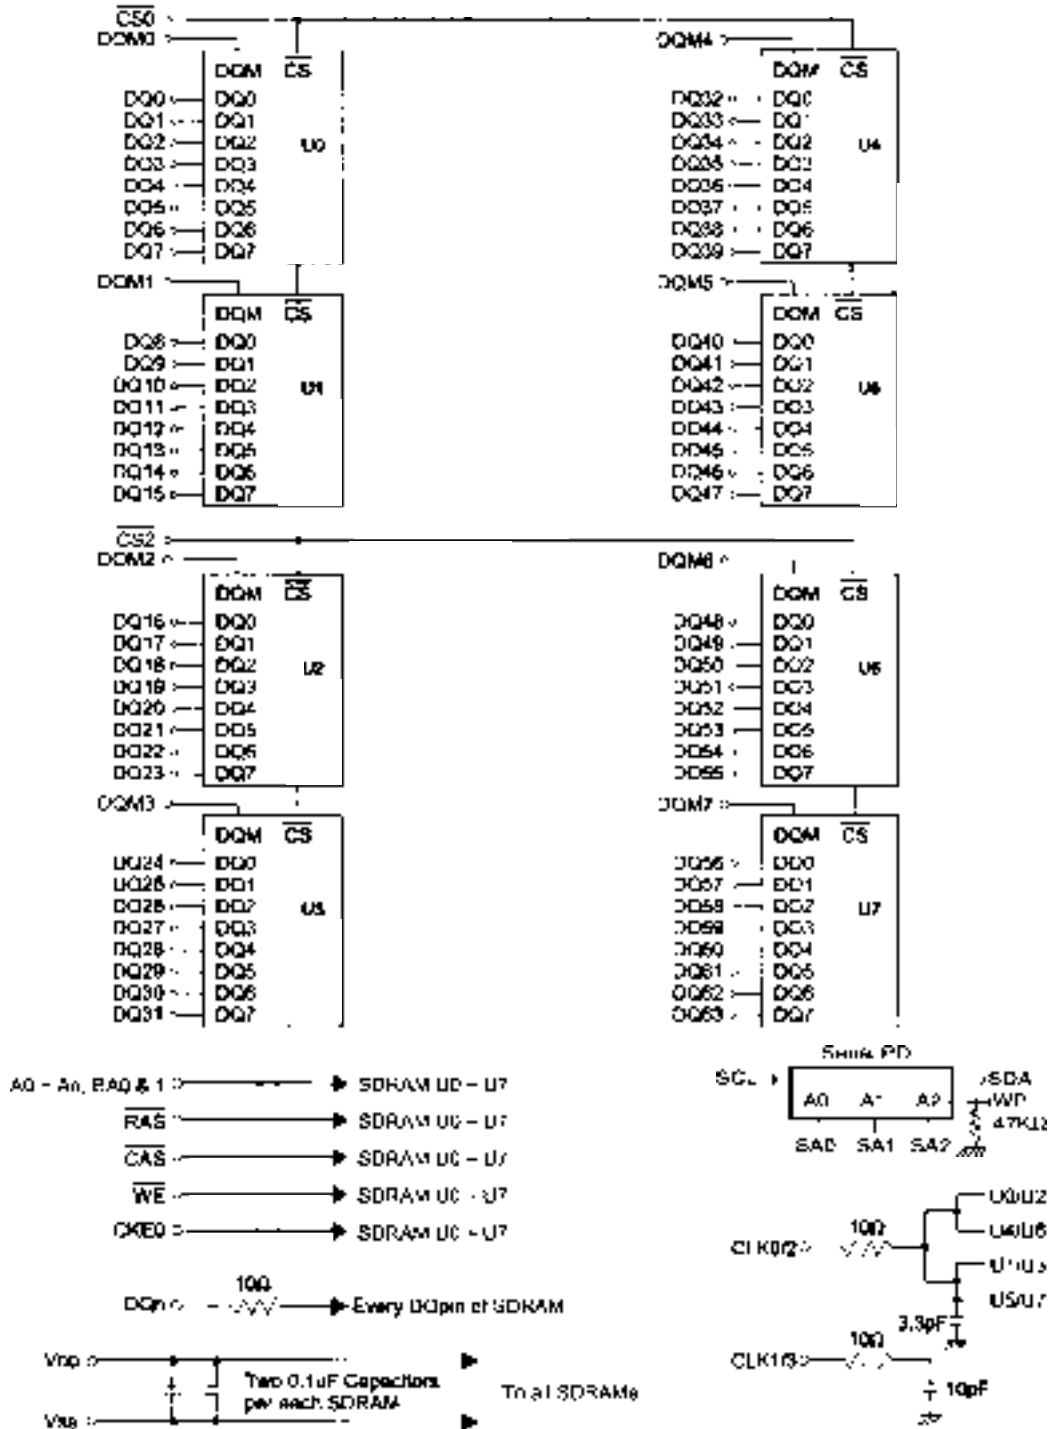 CS0
DQM0 DQM4
DQM CS DQM CS
DQ0 DQ0 DQ32 DQ0
DQ1 DQ1 DQ33 DQ1
DQ2 DQ2 U0 DQ34 DQ2 U4
DQ3 DQ3 DQ35 DQ3
DQ4 DQ4 DQ36 DQ4
DQ5 DQ5 DQ37 DQ5
DQ6 DQ6 DQ38 DQ6
DQ7 DQ7 DQ39 DQ7
DQM1 DQM5
DQM CS DQM CS
DQ8 DQ0 DQ40 DQ0
DQ9 DQ1 DQ41 DQ1
DQ10 DQ2 U1 DQ42 DQ2 U5
DQ11 DQ3 DQ43 DQ3
DQ12 DQ4 DQ44 DQ4
DQ13 DQ5 DQ45 DQ5
DQ14 DQ6 DQ46 DQ6
DQ15 DQ7 DQ47 DQ7
CS2
DQM2 DQM6
DQM CS DQM CS
DQ16 DQ0 DQ48 DQ0
DQ17 DQ1 DQ49 DQ1
DQ18 DQ2 U2 DQ50 DQ2 U6
DQ19 DQ3 DQ51 DQ3
DQ20 DQ4 DQ52 DQ4
DQ21 DQ5 DQ53 DQ5
DQ22 DQ6 DQ54 DQ6
DQ23 DQ7 DQ55 DQ7
DQM3 DQM7
DQM CS DQM CS
DQ24 DQ0 DQ56 DQ0
DQ25 DQ1 DQ57 DQ1
DQ26 DQ2 U3 DQ58 DQ2 U7
DQ27 DQ3 DQ59 DQ3
DQ28 DQ4 DQ60 DQ4
DQ29 DQ5 DQ61 DQ5
DQ30 DQ6 DQ62 DQ6
DQ31 DQ7 DQ63 DQ7
Serial PD
A0 ~ An, BA0 & 1 SDRAM U0 ~ U7 SCL SDA
A0 A1 A2 WP
RAS SDRAM U0 ~ U7 47KΩ
SA0 SA1 SA2
CAS SDRAM U0 ~ U7
WE SDRAM U0 ~ U7 U0/U2
CKE0 SDRAM U0 ~ U7 10Ω U4/U6
CLK0/2 U1/U3
10Ω U5/U7
DQn Every DQpin of SDRAM
3.3pF
10Ω
VDD CLK1/3
Two 0.1uF Capacitors
per each SDRAM To all SDRAMs 10pF
Vss